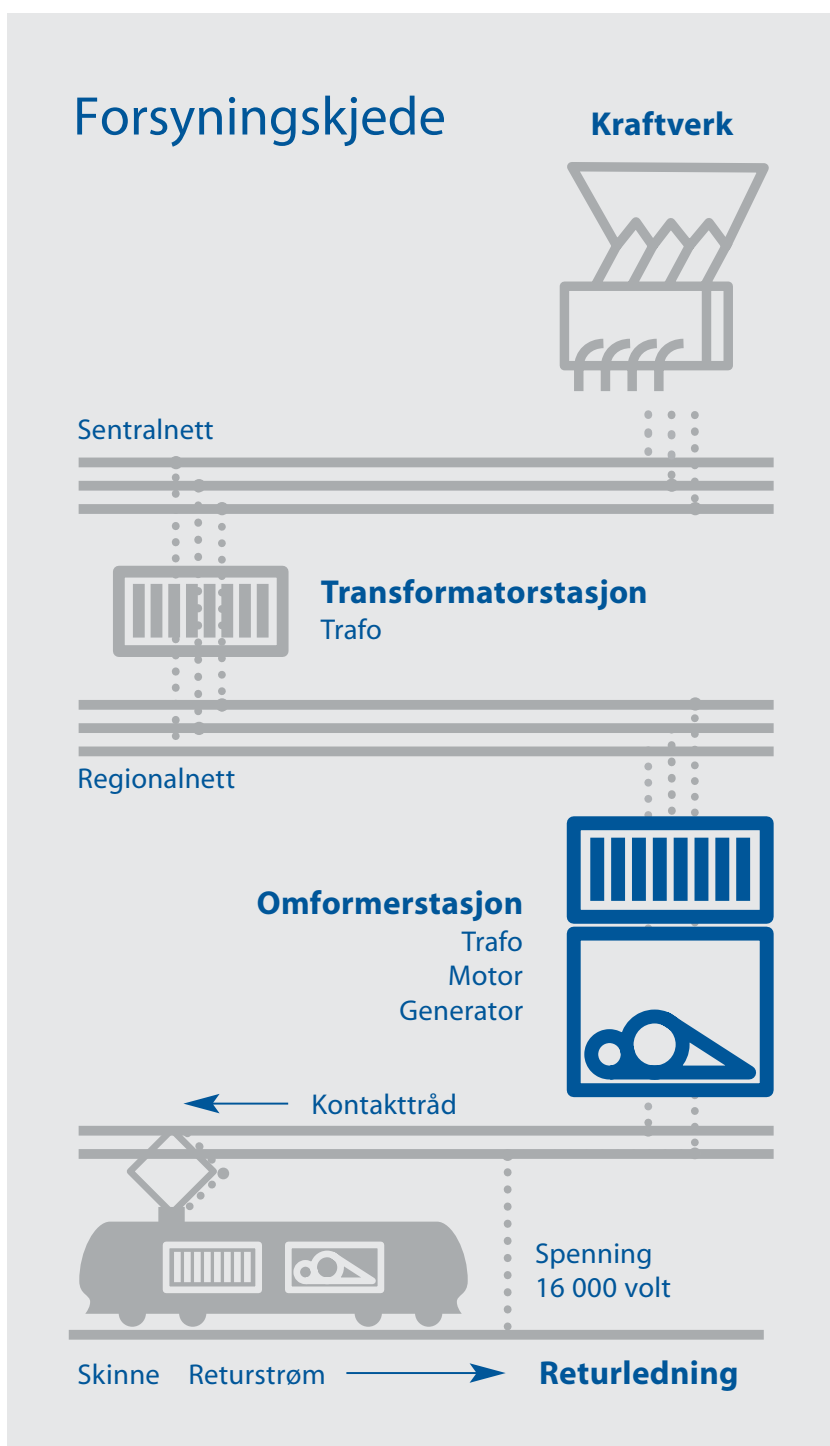 Forsyningskjede
Kraftverk
Sentralnett
Transformatorstasjon
Trafo
Regionalnett
Omformerstasjon
Trafo
Motor
Generator
Kontakttråd
Spenning
16 000 volt
Skinne Returstrøm Returledning